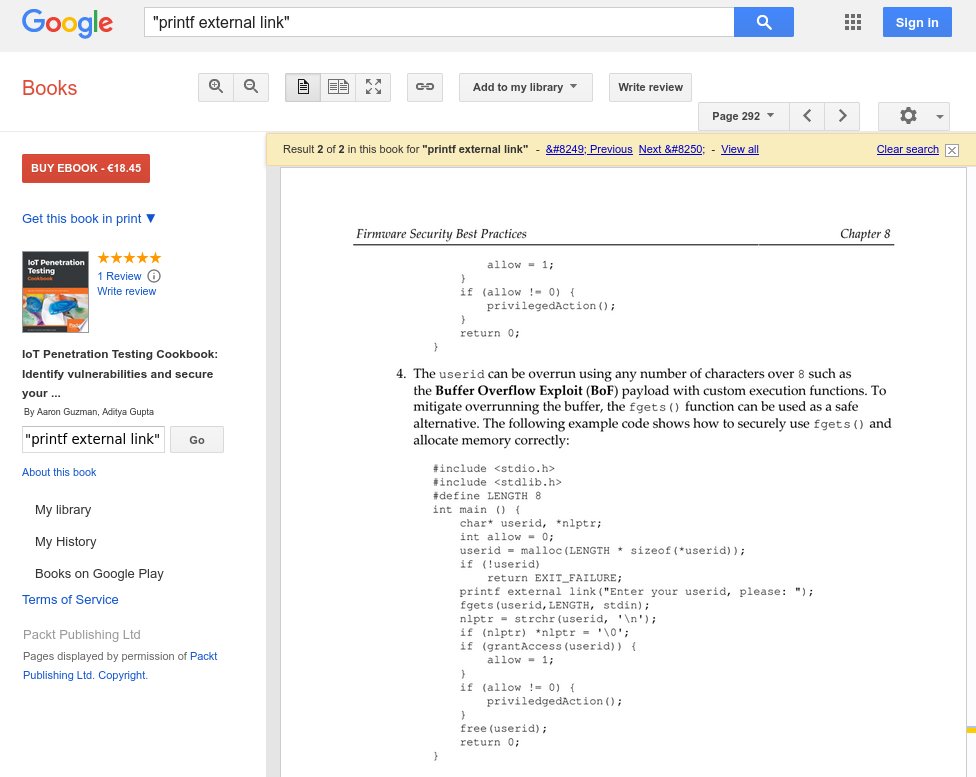 Google
"printf external link"
Sign in
Books
Add to my library
Write review
Page 292
Result 2 of 2 in this book for "printf external link" - &#8249; Previous Next &#8250; - View all
Clear search
BUY EBOOK - €18.45
Get this book in print ▼
IoT Penetration
Testing
Cookbook
1 Review
Write review
IoT Penetration Testing Cookbook:
Identify vulnerabilities and secure
your ...
By Aaron Guzman, Aditya Gupta
"printf external link"
Go
About this book
My library
My History
Books on Google Play
Terms of Service
Packt Publishing Ltd
Pages displayed by permission of Packt
Publishing Ltd. Copyright.
Firmware Security Best Practices
Chapter 8
allow = 1;
}
if (allow != 0) {
privilegedAction();
}
return 0;
}
4. The userid can be overrun using any number of characters over 8 such as
the Buffer Overflow Exploit (BoF) payload with custom execution functions. To
mitigate overrunning the buffer, the fgets() function can be used as a safe
alternative. The following example code shows how to securely use fgets() and
allocate memory correctly:
#include <stdio.h>
#include <stdlib.h>
#define LENGTH 8
int main () {
char* userid, *nlptr;
int allow = 0;
userid = malloc(LENGTH * sizeof(*userid));
if (!userid)
return EXIT_FAILURE;
printf external link("Enter your userid, please: ");
fgets(userid,LENGTH, stdin);
nlptr = strchr(userid, '\n');
if (nlptr) *nlptr = '\0';
if (grantAccess(userid)) {
allow = 1;
}
if (allow != 0) {
priviledgedAction();
}
free(userid);
return 0;
}